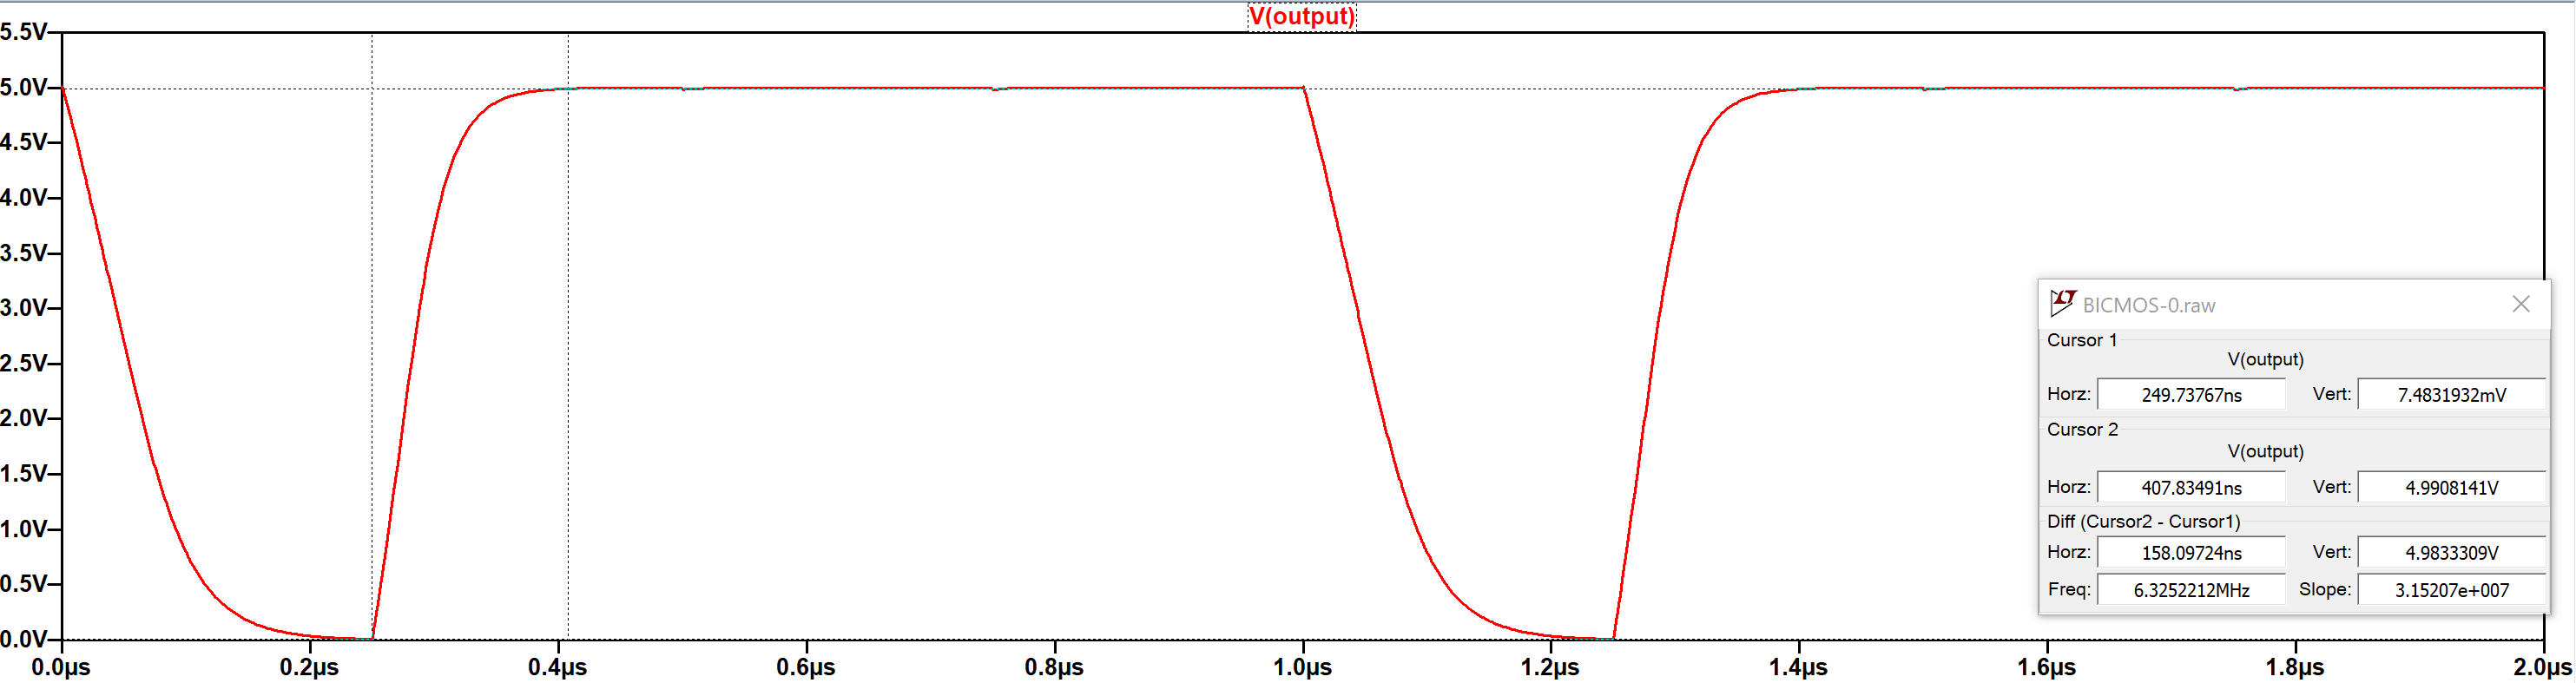 V(output)
5.5V
5.0V
4.5V
4.0V
3.5V
3.0V
2.5V
2.0V
1.5V
1.0V
0.5V
0.0V
0.0µs 0.2µs 0.4µs 0.6µs 0.8µs 1.0µs 1.2µs 1.4µs 1.6µs 1.8µs 2.0µs
BICMOS-0.raw
Cursor 1
V(output)
Horz: 249.73767ns Vert: 7.4831932mV
Cursor 2
V(output)
Horz: 407.83491ns Vert: 4.9908141V
Diff (Cursor2 - Cursor1)
Horz: 158.09724ns Vert: 4.9833309V
Freq: 6.3252212MHz Slope: 3.15207e+007